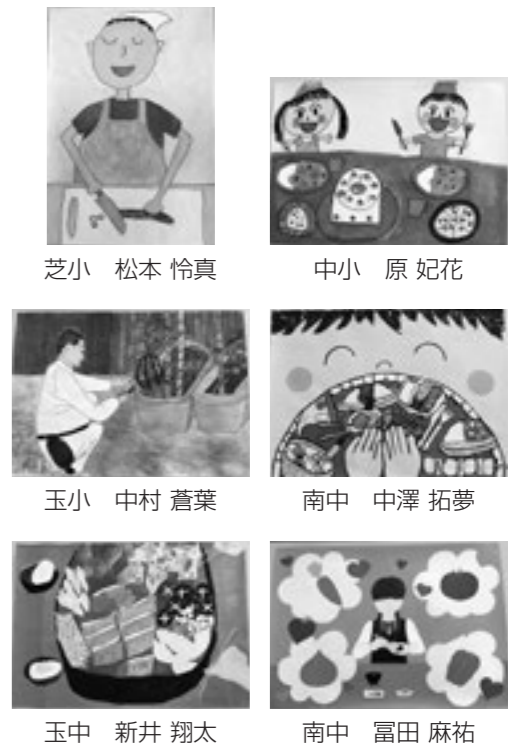 芝小　松本 怜真
中小　原 妃花
玉小　中村 蒼葉
南中　中澤 拓夢
玉中　新井 翔太
南中　冨田 麻祐